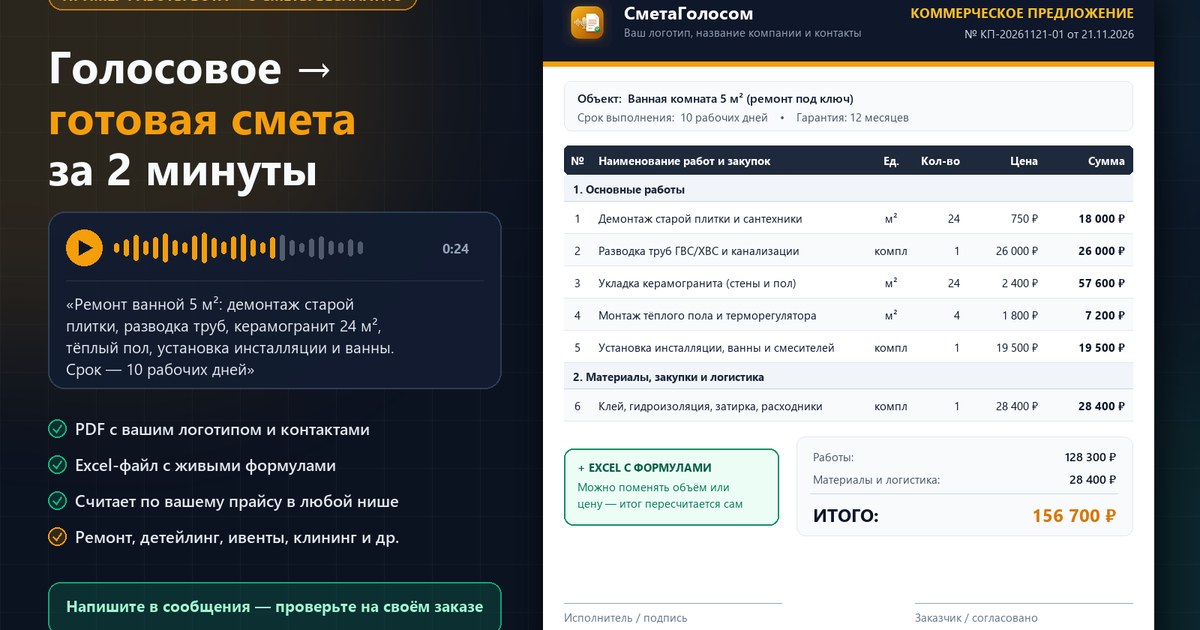 Голосовое →
готовая смета
за 2 минуты
0:24
«Ремонт ванной 5 м²: демонтаж старой
плитки, разводка труб, керамогранит 24 м²,
тёплый пол, установка инсталляции и ванны.
Срок — 10 рабочих дней»
PDF с вашим логотипом и контактами
Excel-файл с живыми формулами
Считает по вашему прайсу в любой нише
Ремонт, детейлинг, ивенты, клининг и др.
Напишите в сообщения — проверьте на своём заказе
СметаГолосом
Ваш логотип, название компании и контакты
КОММЕРЧЕСКОЕ ПРЕДЛОЖЕНИЕ
№ КП-20261121-01 от 21.11.2026
Объект: Ванная комната 5 м² (ремонт под ключ)
Срок выполнения: 10 рабочих дней • Гарантия: 12 месяцев
№ Наименование работ и закупок Ед. Кол-во Цена Сумма
1. Основные работы
1 Демонтаж старой плитки и сантехники м² 24 750 ₽ 18 000 ₽
2 Разводка труб ГВС/ХВС и канализации компл 1 26 000 ₽ 26 000 ₽
3 Укладка керамогранита (стены и пол) м² 24 2 400 ₽ 57 600 ₽
4 Монтаж тёплого пола и терморегулятора м² 4 1 800 ₽ 7 200 ₽
5 Установка инсталляции, ванны и смесителей компл 1 19 500 ₽ 19 500 ₽
2. Материалы, закупки и логистика
6 Клей, гидроизоляция, затирка, расходники компл 1 28 400 ₽ 28 400 ₽
+ EXCEL С ФОРМУЛАМИ
Можно поменять объём или
цену — итог пересчитается сам
Работы: 128 300 ₽
Материалы и логистика: 28 400 ₽
ИТОГО: 156 700 ₽
Исполнитель / подпись
Заказчик / согласовано